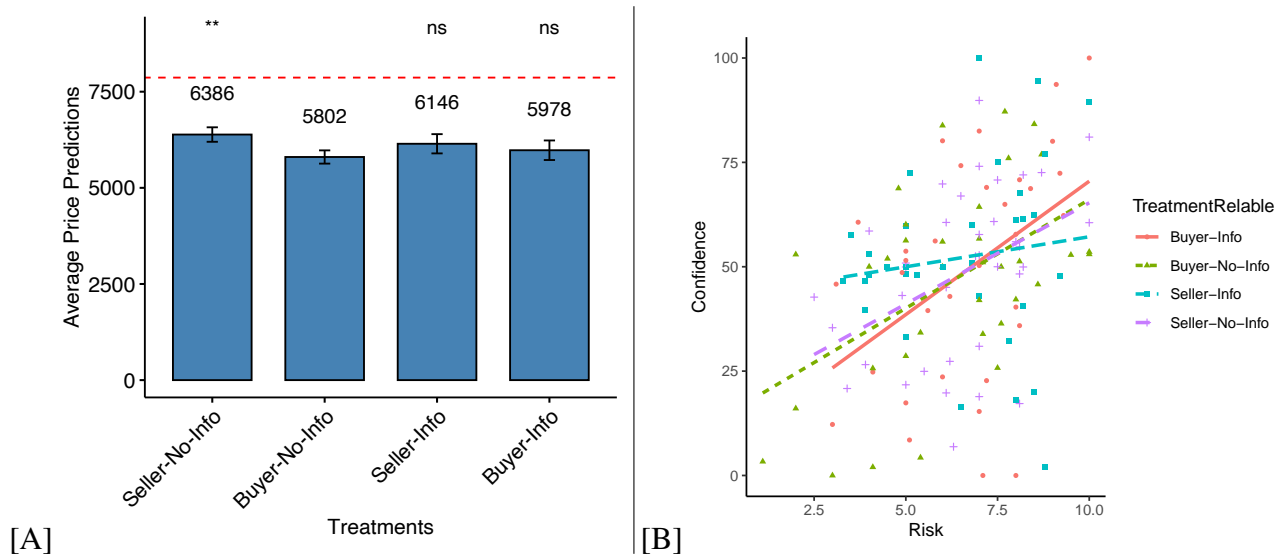 **
ns
ns
7500
6386
5802
6146
5978
5000
2500
0
Average Price Predictions
Seller-No-Info
Buyer-No-Info
Seller-Info
Buyer-Info
Treatments
[A]
100
75
50
25
0
Confidence
2.5
5.0
7.5
10.0
Risk
TreatmentRelable
Buyer-Info
Buyer-No-Info
Seller-Info
Seller-No-Info
[B]